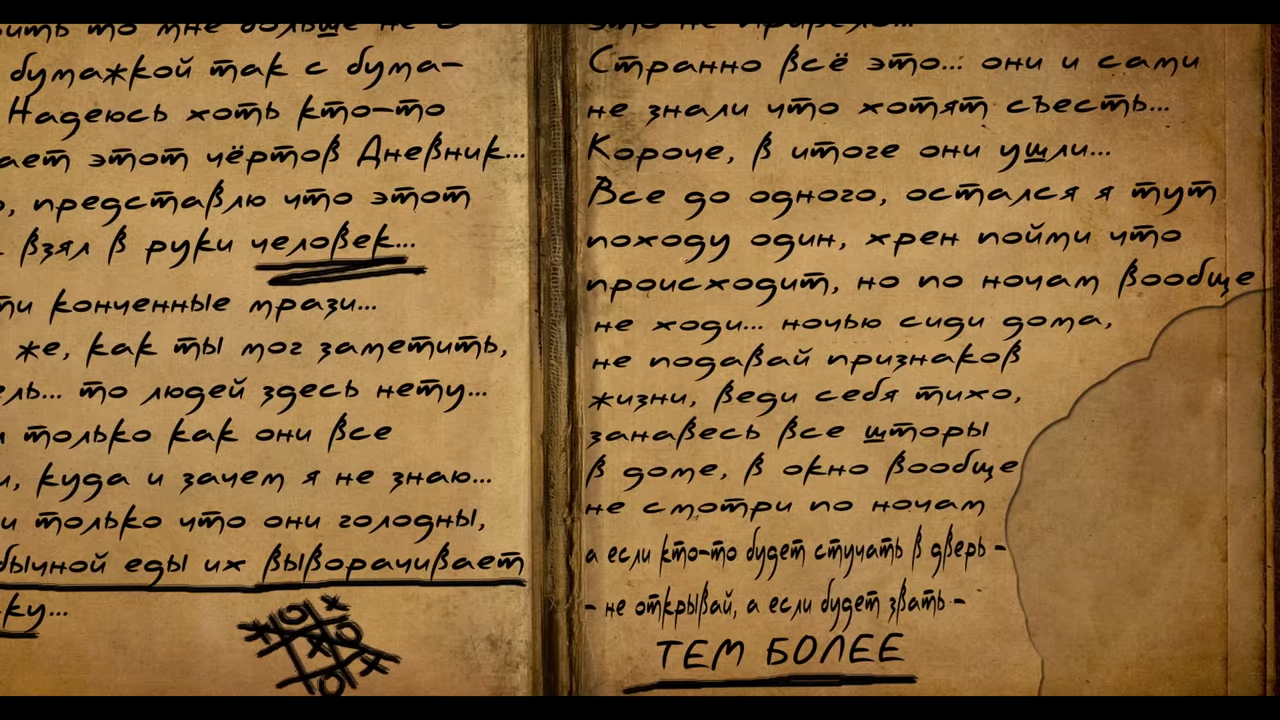 то мне больше не с
бумажкой так с бума-
Надеюсь хоть кто-то
этот чёртов Дневник...
представлю что этот
взял в руки человек...
конченные мрази...
же, как ты мог заметить,
то людей здесь нету...
только как они все
куда и зачем я не знаю...
и только что они голодны,
еды их выворачивает

Странно всё это... они и сами
не знали что хотят съесть...
Короче, в итоге они ушли...
Все до одного, остался я тут
походу один, хрен пойми что
происходит, но по ночам вообще
не ходи... ночью сиди дома,
не подавай признаков
жизни, веди себя тихо,
занавесь все шторы
в доме, в окно вообще
не смотри по ночам
а если кто-то будет стучать в дверь -
- не открывай, а если будет звать -
ТЕМ БОЛЕЕ